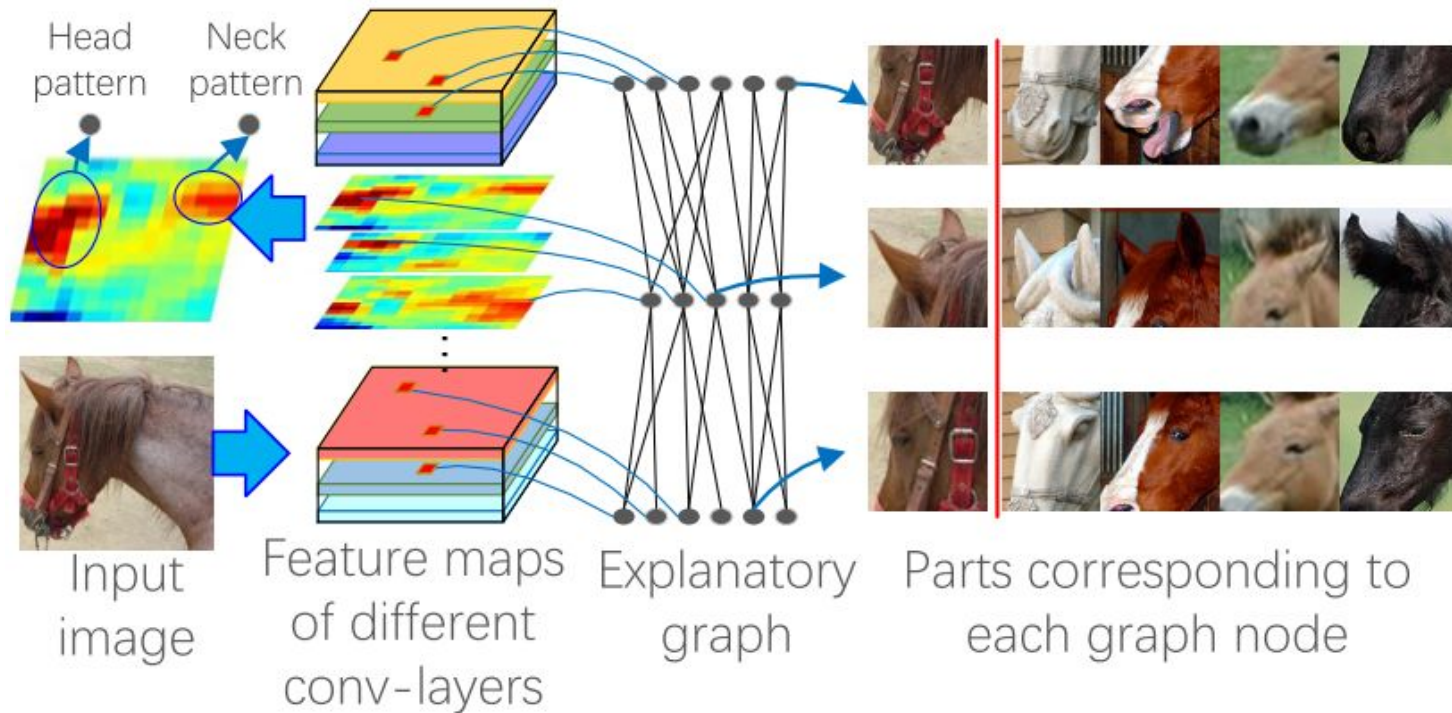 Head
pattern
Neck
pattern
Input
image
Feature maps
of different
conv-layers
Explanatory
graph
Parts corresponding to
each graph node